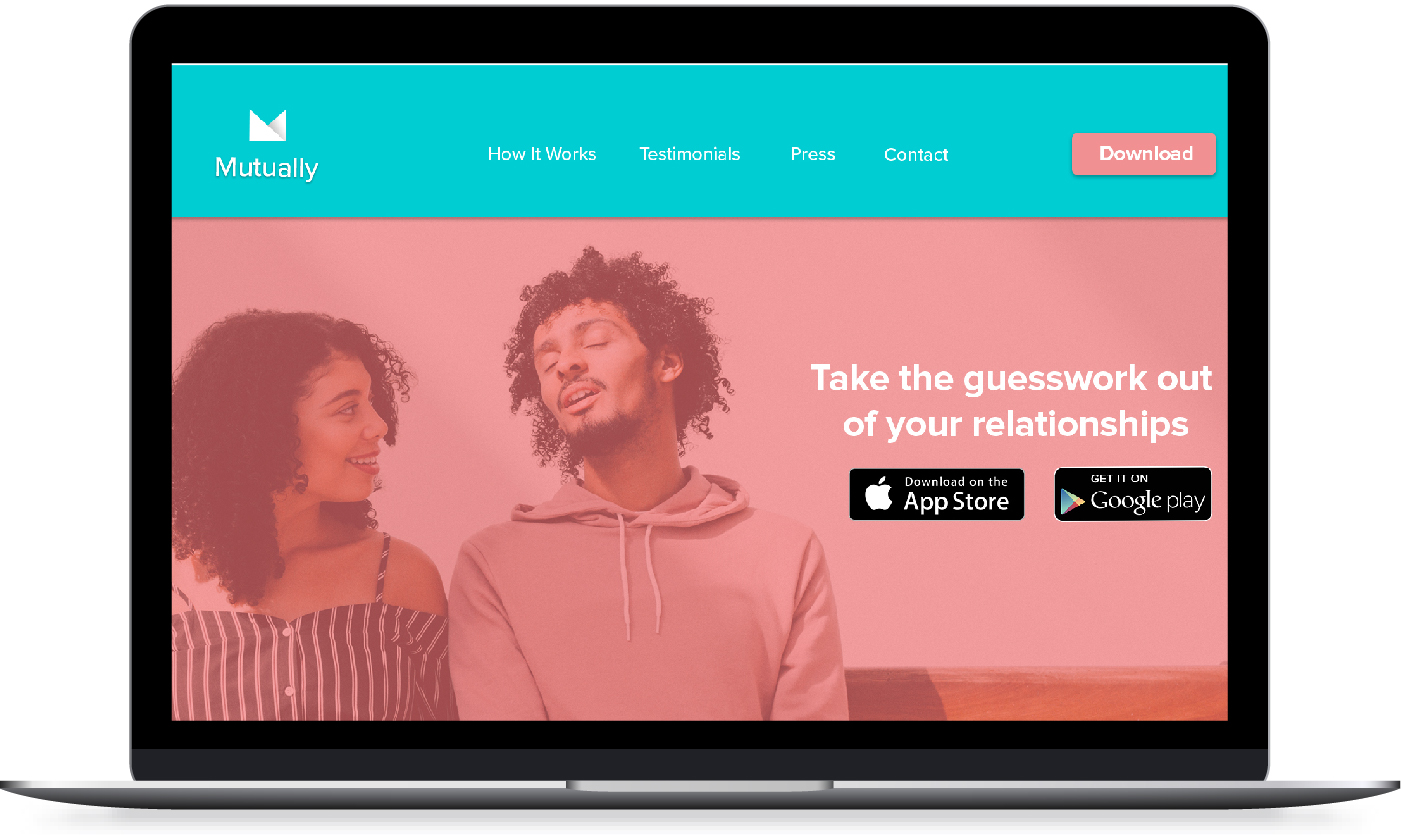 Mutually
How It Works
Testimonials
Press
Contact
Download
Take the guesswork out
of your relationships
Download on the
App Store
GET IT ON
Google play